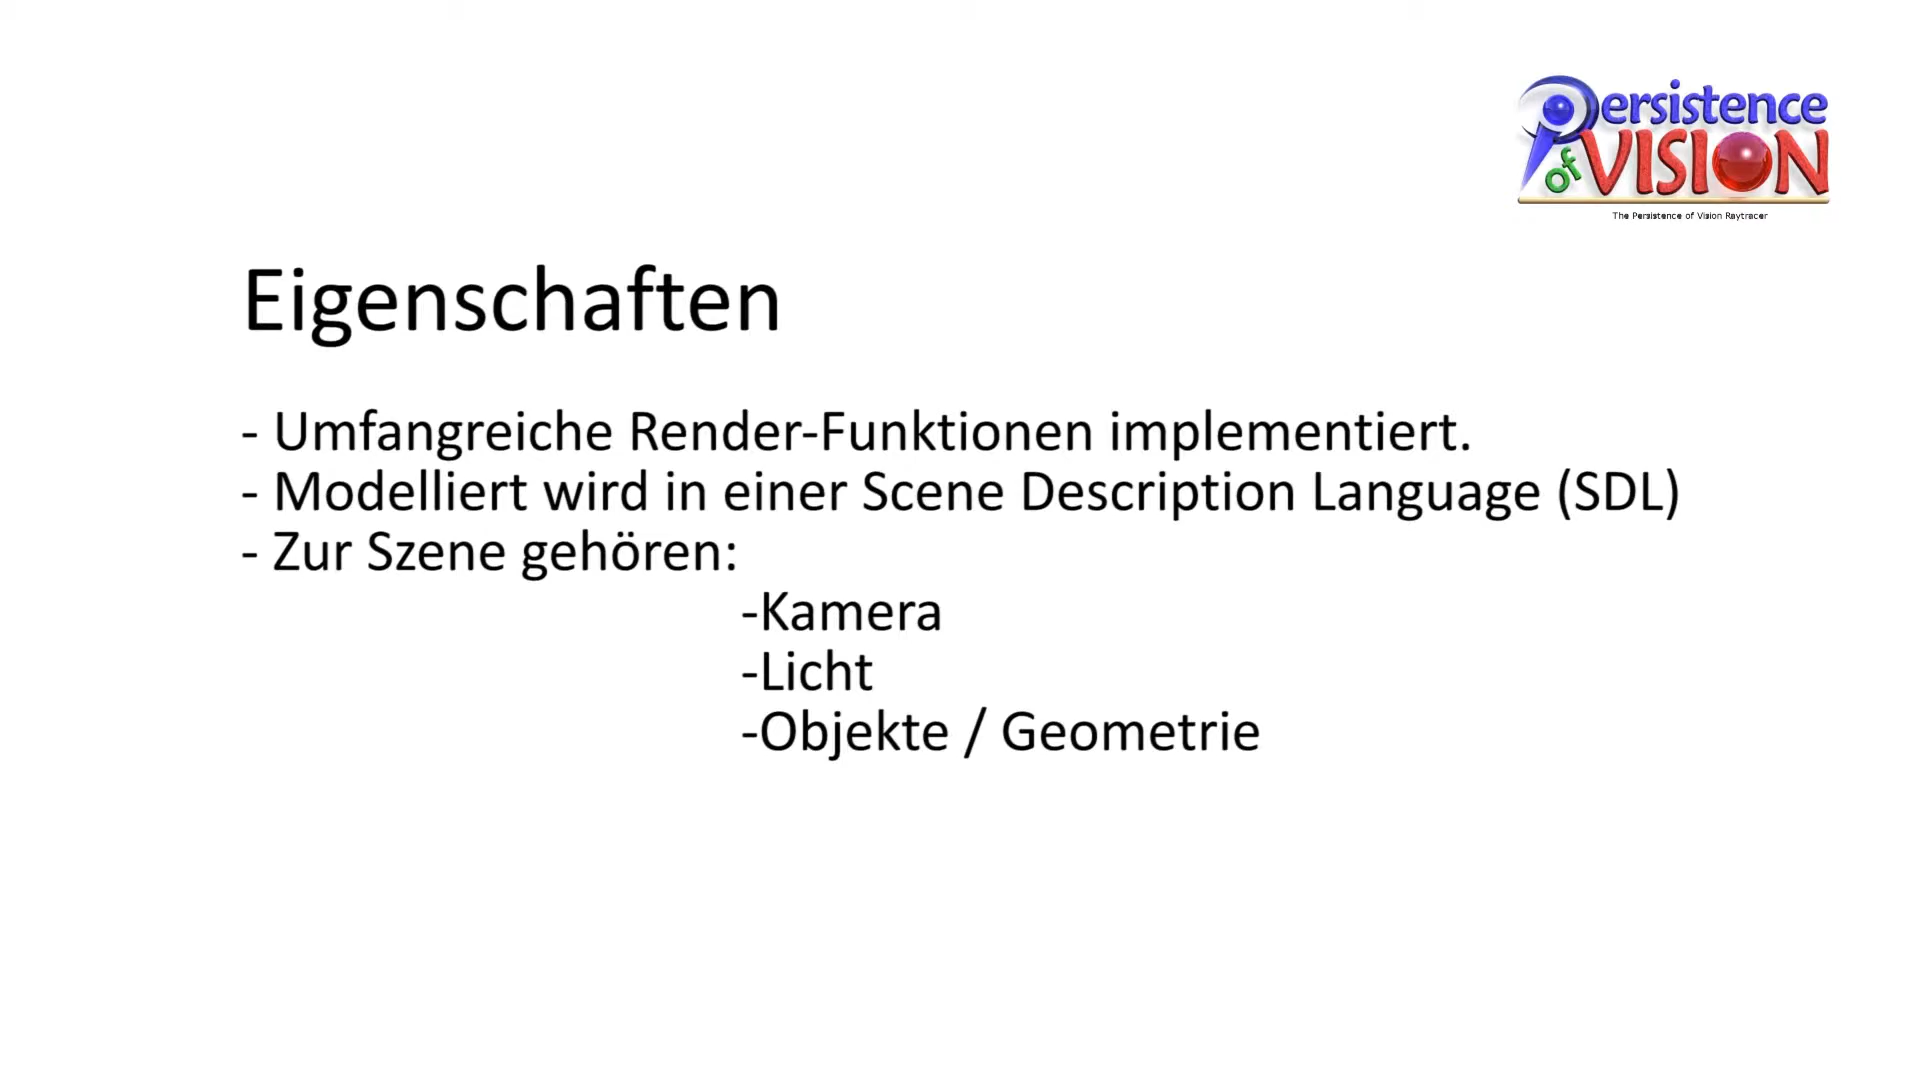 Persistence
of VISION
The Persistence of Vision Raytracer
Eigenschaften
- Umfangreiche Render-Funktionen implementiert.
- Modelliert wird in einer Scene Description Language (SDL)
- Zur Szene gehören:
-Kamera
-Licht
-Objekte / Geometrie